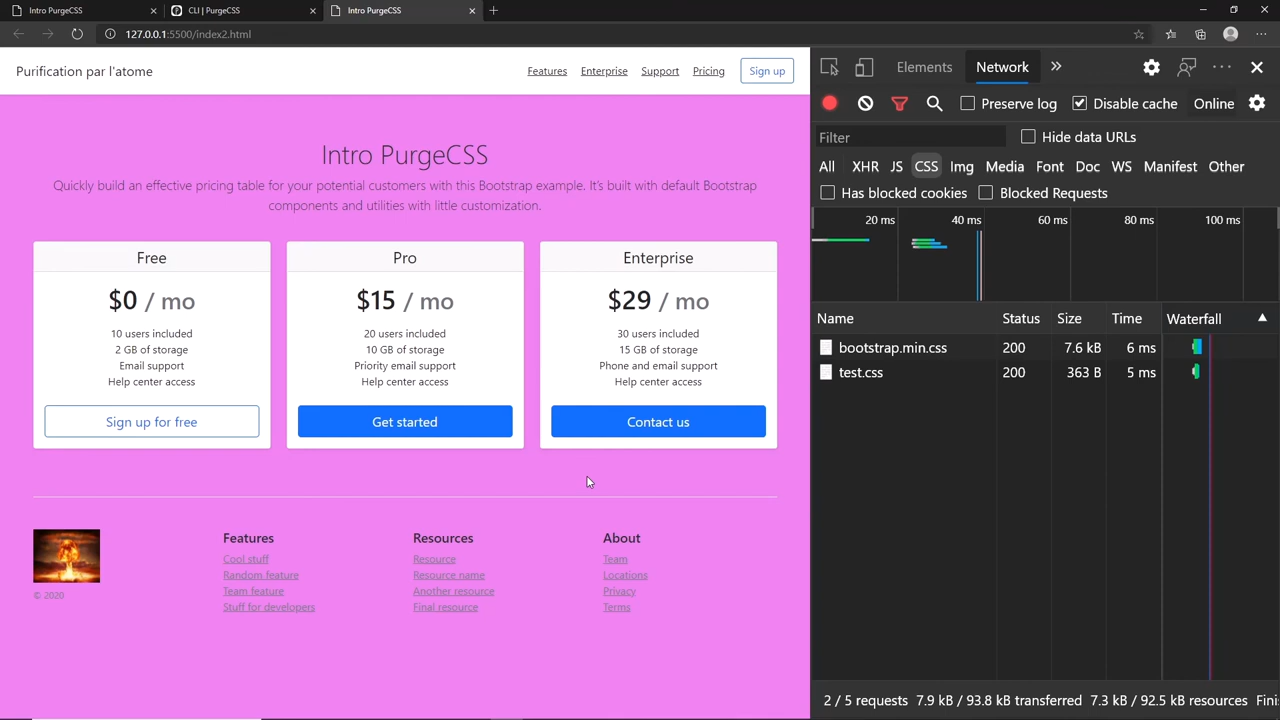 Intro PurgeCSS
CLI | PurgeCSS
Intro PurgeCSS
127.0.0.1:5500/index2.html
Purification par l'atome
Features
Enterprise
Support
Pricing
Sign up
Intro PurgeCSS
Quickly build an effective pricing table for your potential customers with this Bootstrap example. It's built with default Bootstrap
components and utilities with little customization.
Free
$0 / mo
10 users included
2 GB of storage
Email support
Help center access
Sign up for free
Pro
$15 / mo
20 users included
10 GB of storage
Priority email support
Help center access
Get started
Enterprise
$29 / mo
30 users included
15 GB of storage
Phone and email support
Help center access
Contact us
© 2020
Features
Cool stuff
Random feature
Team feature
Stuff for developers
Resources
Resource
Resource name
Another resource
Final resource
About
Team
Locations
Privacy
Terms
Elements
Network
Preserve log
Disable cache
Online
Filter
Hide data URLs
All XHR JS CSS Img Media Font Doc WS Manifest Other
Has blocked cookies
Blocked Requests
20 ms 40 ms 60 ms 80 ms 100 ms
Name Status Size Time Waterfall
bootstrap.min.css 200 7.6 kB 6 ms
test.css 200 363 B 5 ms
2 / 5 requests 7.9 kB / 93.8 kB transferred 7.3 kB / 92.5 kB resources Fini